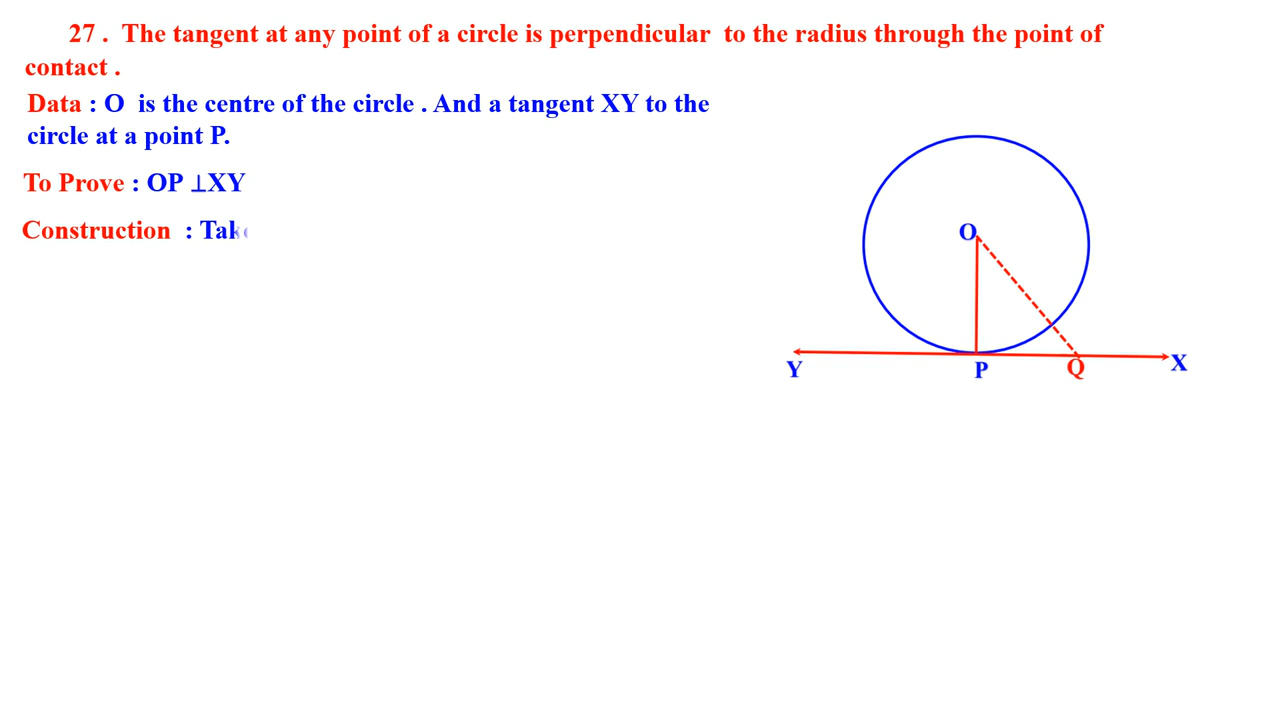 27 . The tangent at any point of a circle is perpendicular to the radius through the point of
contact .
Data : O is the centre of the circle . And a tangent XY to the
circle at a point P.
To Prove : OP ⊥XY
Construction : Tak
O
Y
P
Q
X